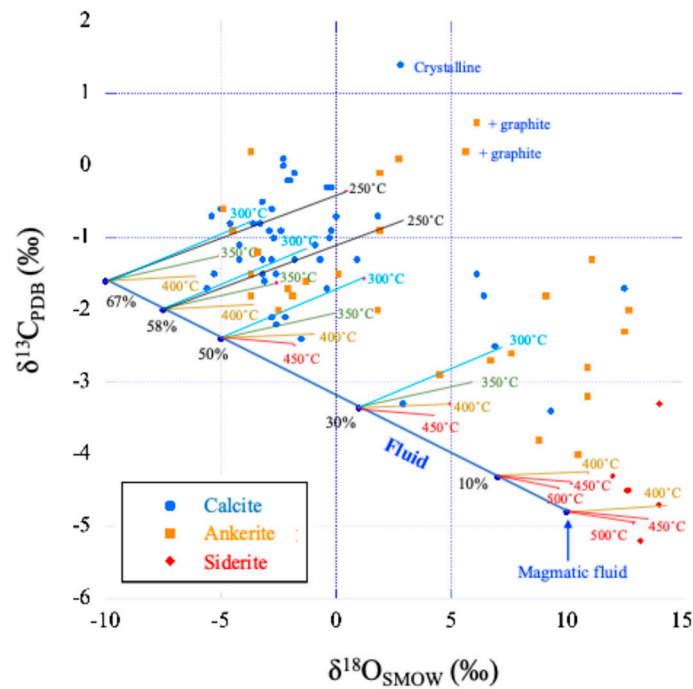 2
1
0
-1
-2
-3
-4
-5
-6
-10
-5
0
5
10
15
δ¹³C_PDB (‰)
δ¹⁸O_SMOW (‰)
Crystalline
+ graphite
+ graphite
250˚C
300˚C
250˚C
300˚C
350˚C
350˚C
300˚C
400˚C
67%
400˚C
350˚C
58%
400˚C
50%
450˚C
300˚C
350˚C
400˚C
30%
450˚C
Fluid
400˚C
10%
450˚C
500˚C
400˚C
450˚C
500˚C
Magmatic fluid
Calcite
Ankerite :
Siderite